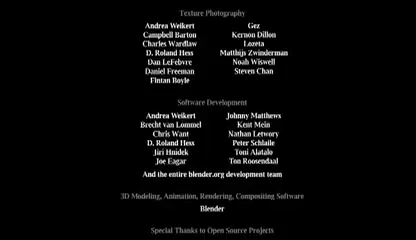 Texture Photography
Andrea Weikert Gez
Campbell Barton Kernon Dillon
Charles Wardlaw Lozeta
D. Roland Hess Matthijs Zwinderman
Dan LeFebvre Noah Wiswell
Daniel Freeman Steven Chan
Fintan Boyle
Software Development
Andrea Weikert Johnny Matthews
Brecht van Lommel Kent Mein
Chris Want Nathan Letwory
D. Roland Hess Peter Schlaile
Jiri Hnidek Toni Alatalo
Joe Eagar Ton Roosendaal
And the entire blender.org development team
3D Modeling, Animation, Rendering, Compositing Software
Blender
Special Thanks to Open Source Projects